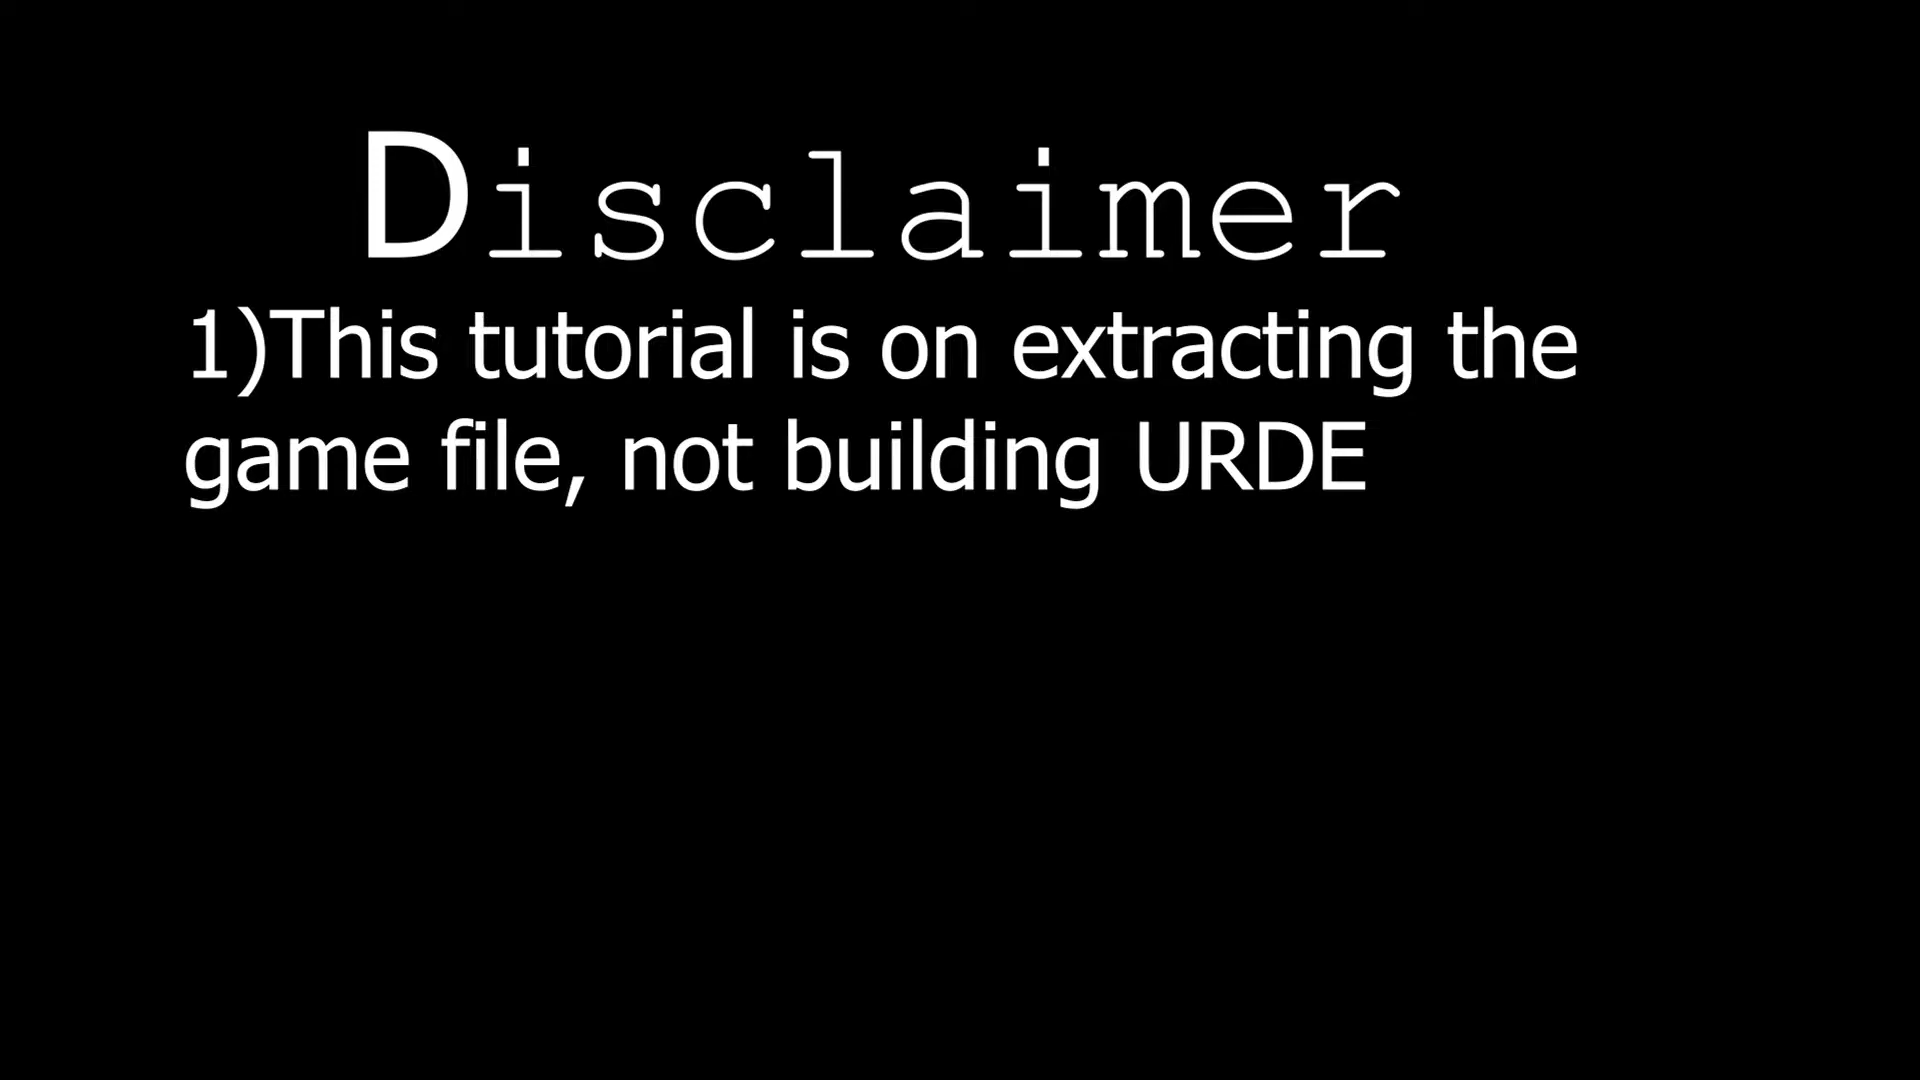 Disclaimer
1)This tutorial is on extracting the
game file, not building URDE